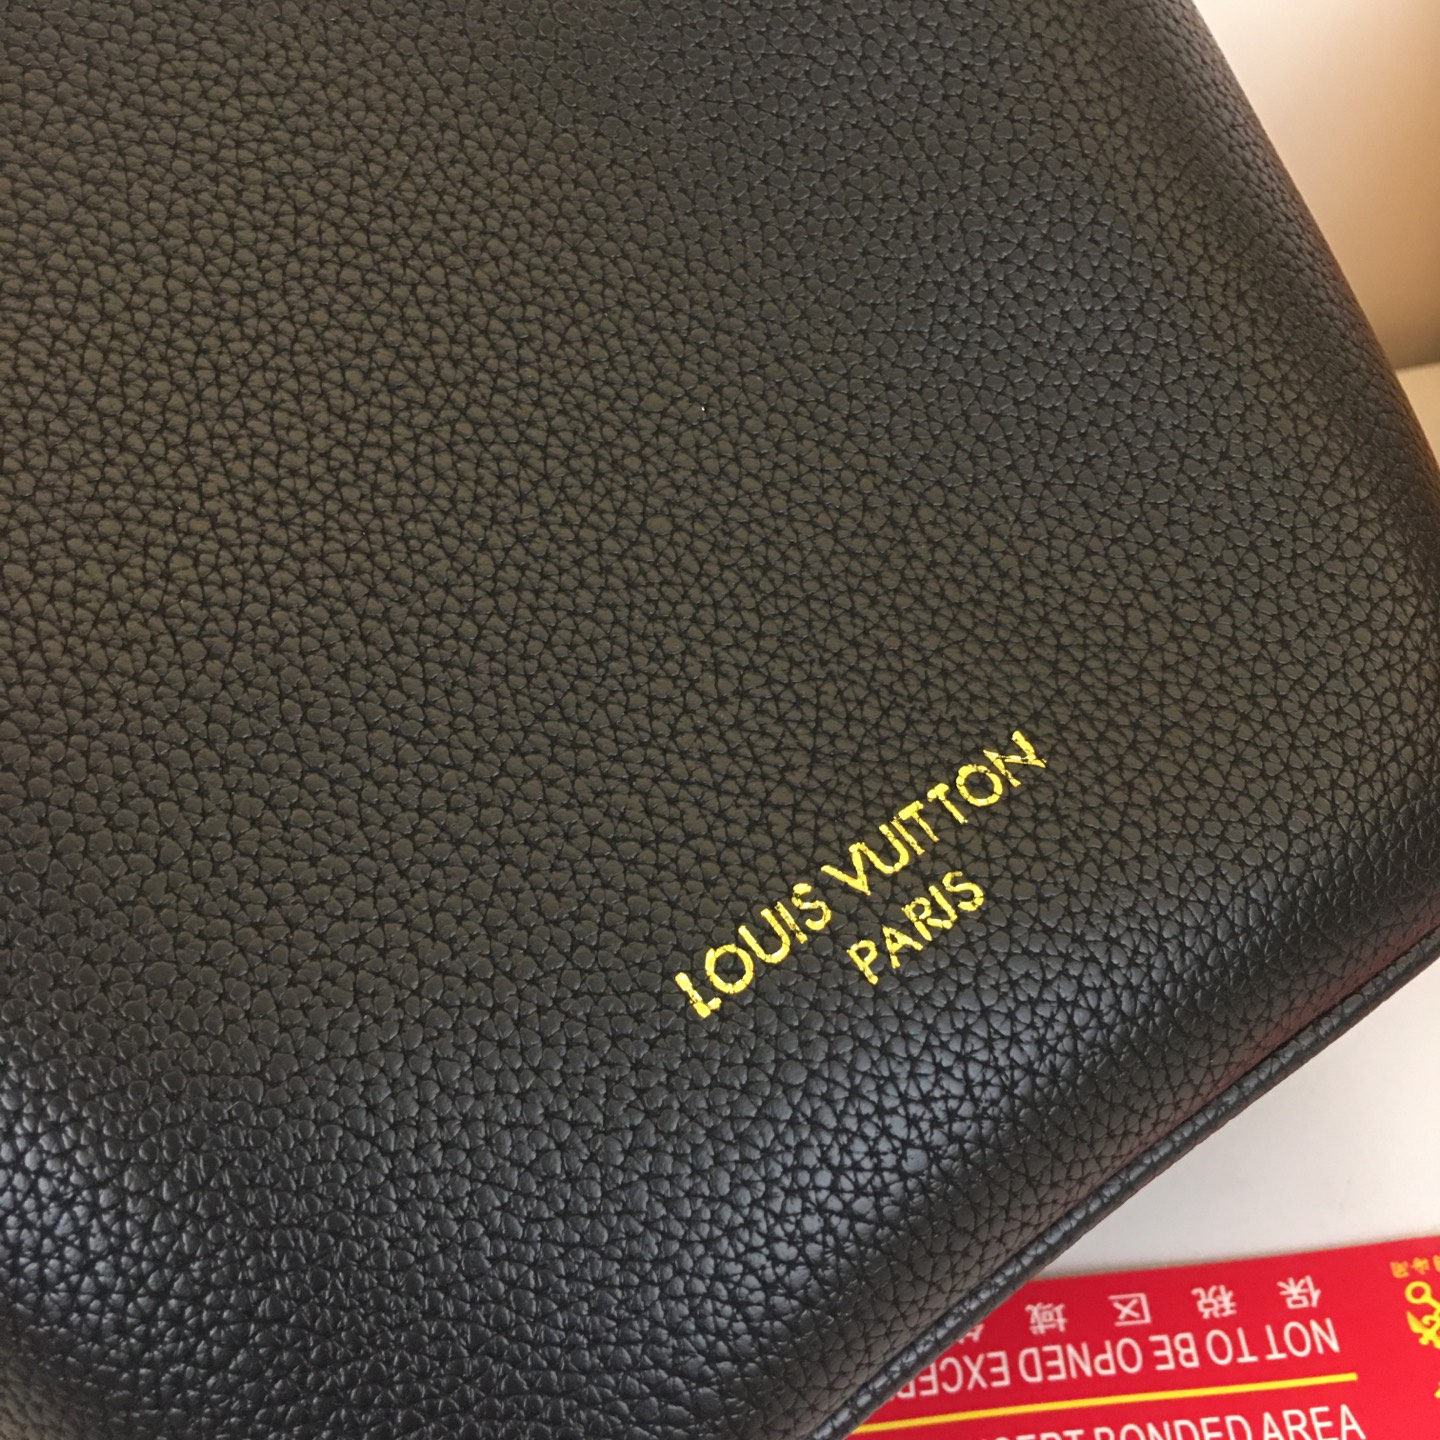 LOUIS VUITTON
PARIS
保税区域
NOT TO BE OPNED EXCEP
BONDED AREA